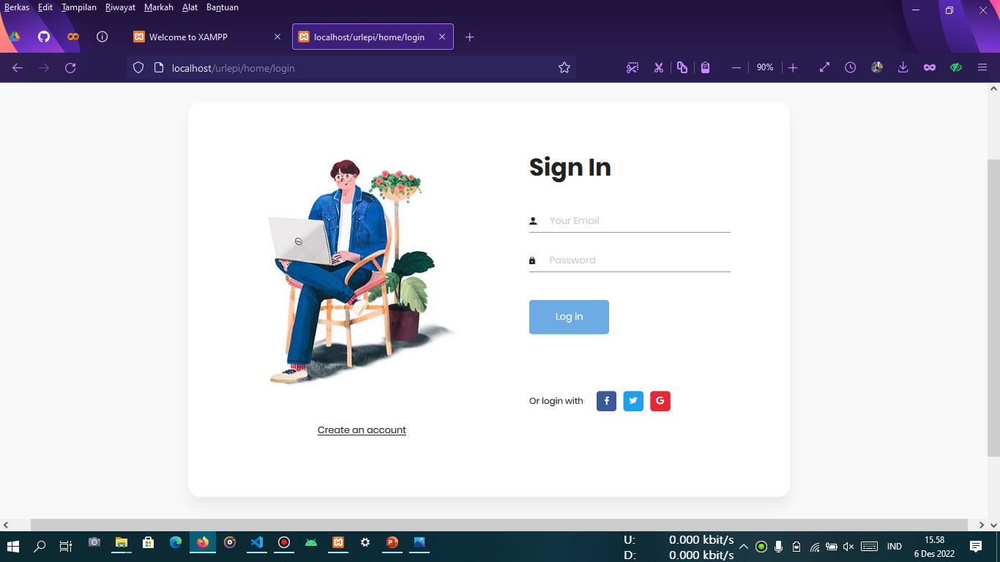 Berkas Edit Tampilan Riwayat Markah Alat Bantuan
Welcome to XAMPP
localhost/urlepi/home/login
localhost/urlepi/home/login
90%
Sign In
Your Email
Password
Log in
Or login with
Create an account
U: 0.000 kbit/s
D: 0.000 kbit/s
IND
15.58
6 Des 2022